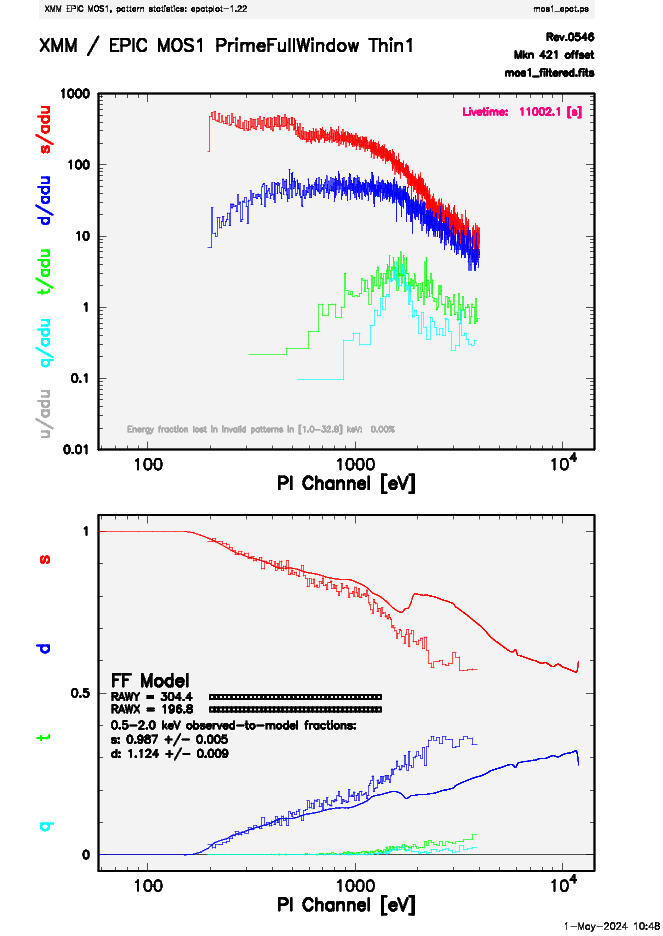 XMM EPIC MOS1, pattern statistics: epatplot-1.22
mos1_epat.ps
XMM / EPIC MOS1 PrimeFullWindow Thin1
Rev.0546
Mkn 421 offset
mos1_filtered.fits
Livetime: 11002.1 [s]
1000
100
10
1
0.1
0.01
s/adu
d/adu
t/adu
q/adu
u/adu
Energy fraction lost in invalid patterns in [1.0-32.8] keV: 0.00%
100
1000
10⁴
PI Channel [eV]
1
0.5
0
s
d
t
q
FF Model
RAWY = 304.4
RAWX = 196.8
0.5-2.0 keV observed-to-model fractions:
s: 0.987 +/- 0.005
d: 1.124 +/- 0.009
100
1000
10⁴
PI Channel [eV]
1-May-2024 10:48